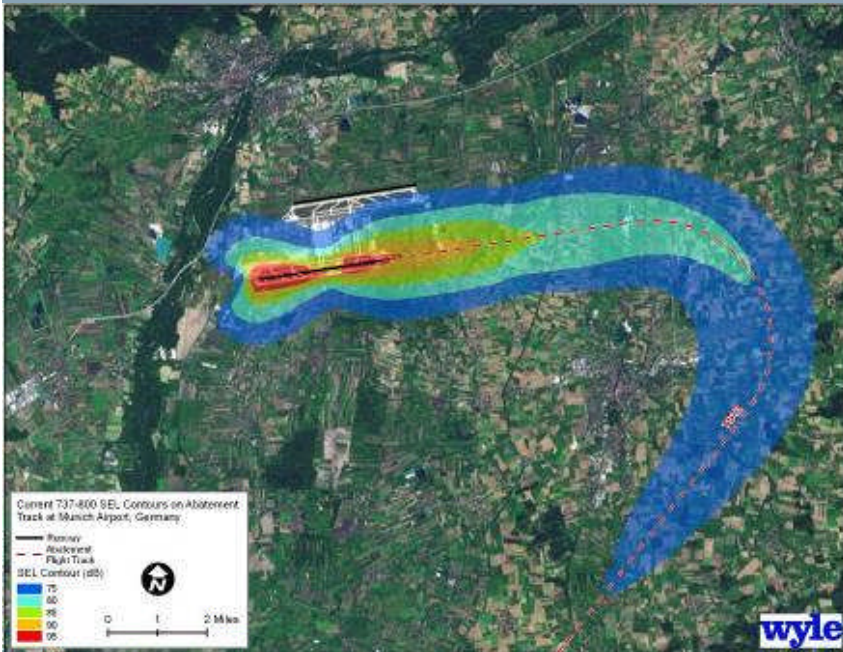 Current 737-800 SEL Contours on Abatement
Track at Munich Airport, Germany
Runway
Abatement
Flight Track
SEL Contour (dB)
75
80
85
90
95
N
0 1 2 Miles
wyle